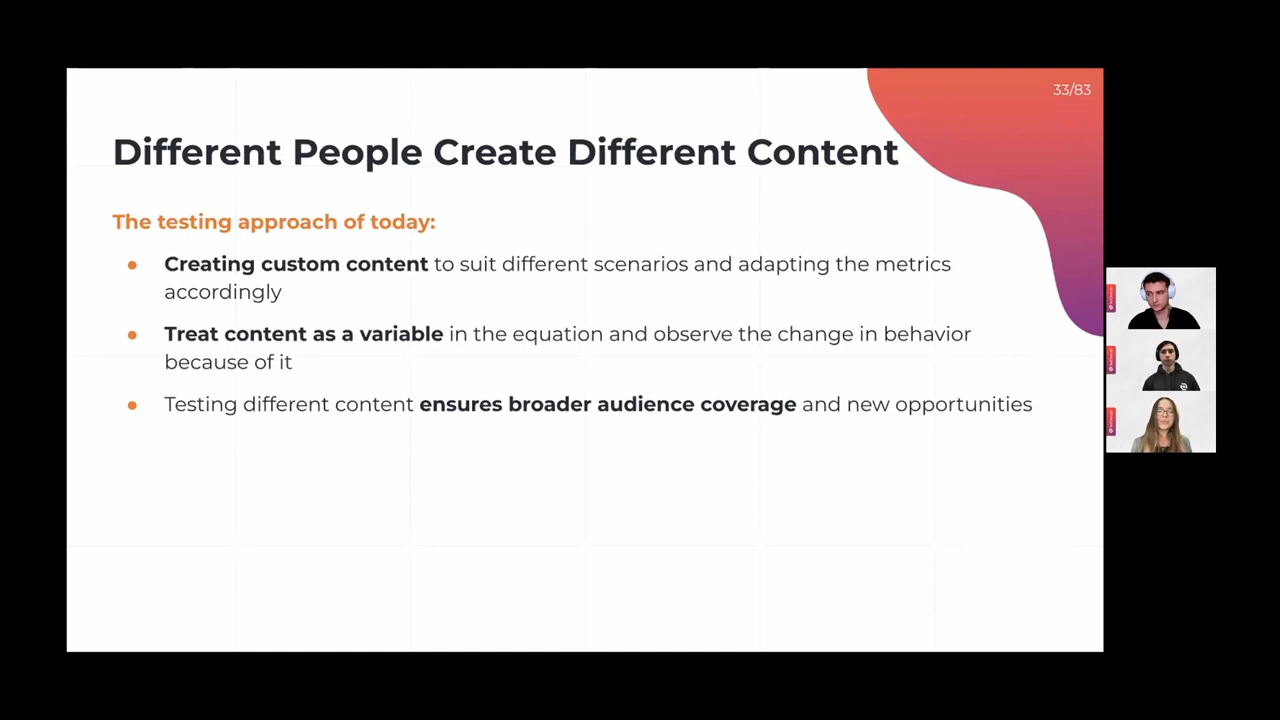 33/83
Different People Create Different Content
The testing approach of today:
● Creating custom content to suit different scenarios and adapting the metrics
accordingly
● Treat content as a variable in the equation and observe the change in behavior
because of it
● Testing different content ensures broader audience coverage and new opportunities